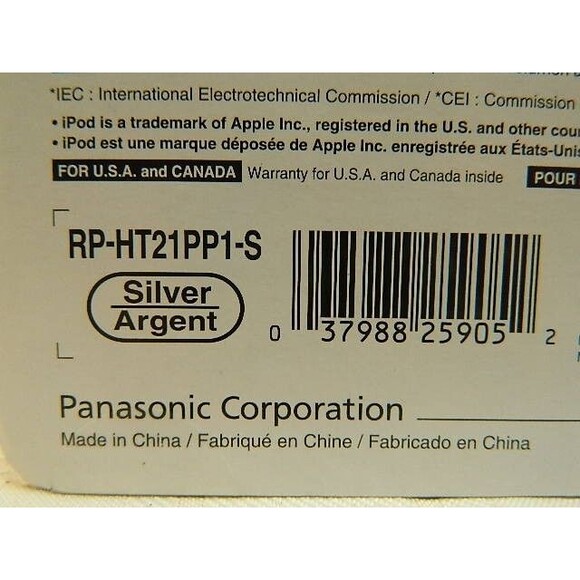 *IEC : International Electrotechnical Commission / *CEI : Commission
• iPod is a trademark of Apple Inc., registered in the U.S. and other
• iPod est une marque déposée de Apple Inc. enregistrée aux États-Unis
FOR U.S.A. and CANADA Warranty for U.S.A. and Canada inside POUR
RP-HT21PP1-S
Silver
Argent
0 37988 25905 2
Panasonic Corporation
Made in China / Fabriqué en Chine / Fabricado en China